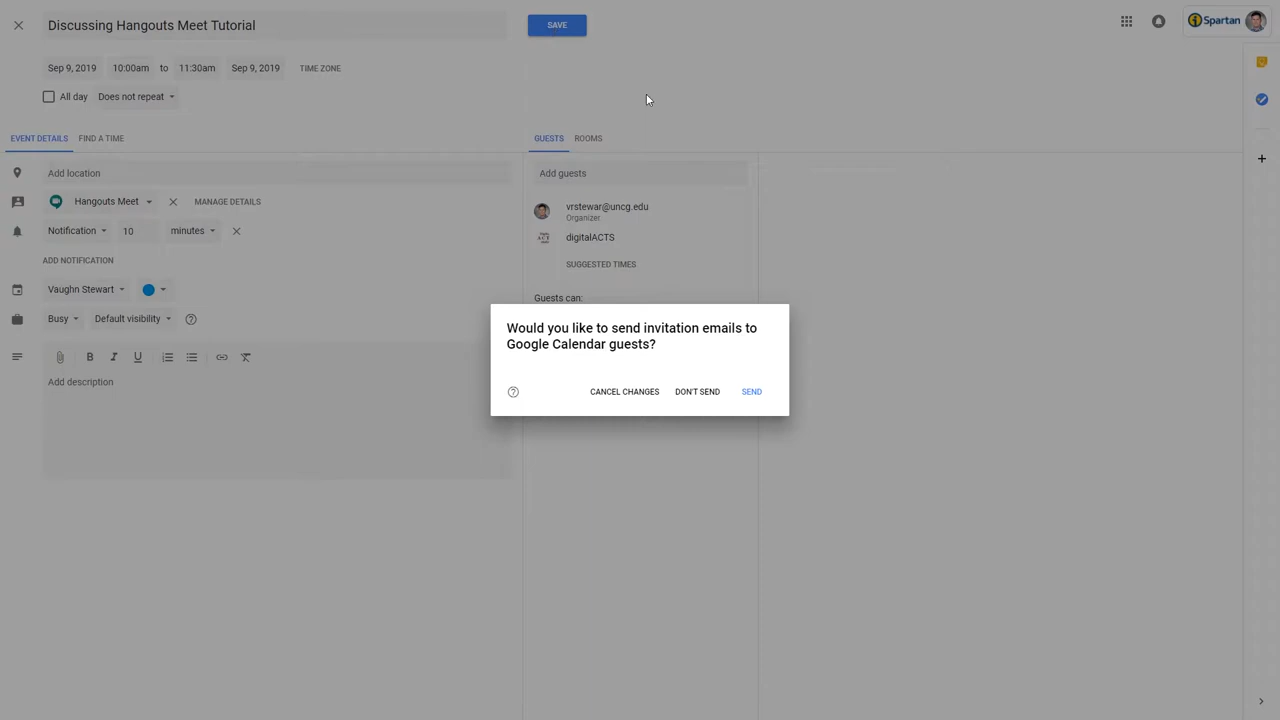 Discussing Hangouts Meet Tutorial
SAVE
Spartan
Sep 9, 2019 10:00am to 11:30am Sep 9, 2019 TIME ZONE
All day Does not repeat
EVENT DETAILS FIND A TIME
GUESTS ROOMS
Add location
Hangouts Meet MANAGE DETAILS
Notification 10 minutes
ADD NOTIFICATION
Vaughn Stewart
Busy Default visibility
B I U
Add description
Add guests
vrstewar@uncg.edu
Organizer
digitalACTS
SUGGESTED TIMES
Guests can:
Would you like to send invitation emails to
Google Calendar guests?
CANCEL CHANGES DON'T SEND SEND